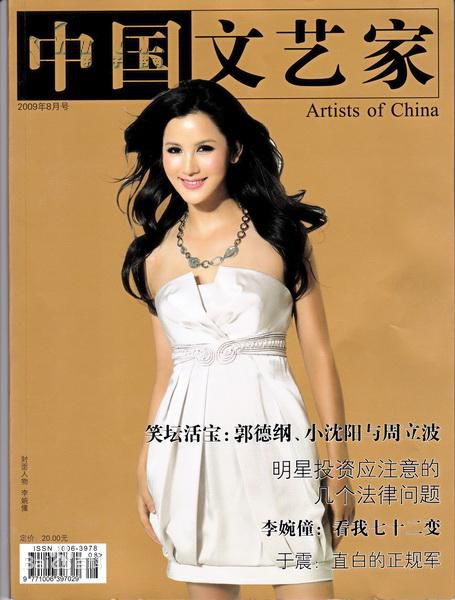 中国文艺家
2009年8月号
Artists of China
笑坛活宝：郭德纲、小沈阳与周立波
明星投资应注意的
几个法律问题
李婉僮：看我七十二变
于震：直白的正规军
封面人物 李婉僮
定价：20.00元
ISSN 1006-3978
08>
9 771006 397029